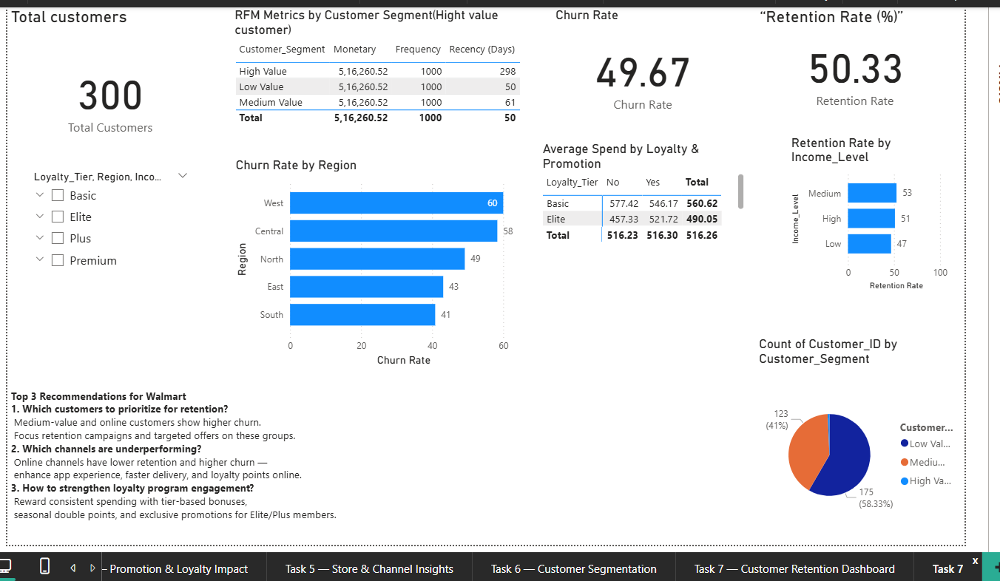 Total customers
300
Total Customers
Loyalty_Tier, Region, Inco...
Basic
Elite
Plus
Premium
RFM Metrics by Customer Segment(Hight value
customer)
Customer_Segment Monetary Frequency Recency (Days)
High Value 5,16,260.52 1000 298
Low Value 5,16,260.52 1000 50
Medium Value 5,16,260.52 1000 61
Total 5,16,260.52 1000 50
Churn Rate by Region
Region
West 60
Central 58
North 49
East 43
South 41
0 20 40 60
Churn Rate
Churn Rate
49.67
Churn Rate
Average Spend by Loyalty &
Promotion
Loyalty_Tier No Yes Total
Basic 577.42 546.17 560.62
Elite 457.33 521.72 490.05
Total 516.23 516.30 516.26
“Retention Rate (%)”
50.33
Retention Rate
Retention Rate by
Income_Level
Income_Level
Medium 53
High 51
Low 47
0 50 100
Retention Rate
Count of Customer_ID by
Customer_Segment
123
(41%)
175
(58.33%)
Customer...
Low Val...
Mediu...
High Va...
Top 3 Recommendations for Walmart
1. Which customers to prioritize for retention?
Medium-value and online customers show higher churn.
Focus retention campaigns and targeted offers on these groups.
2. Which channels are underperforming?
Online channels have lower retention and higher churn —
enhance app experience, faster delivery, and loyalty points online.
3. How to strengthen loyalty program engagement?
Reward consistent spending with tier-based bonuses,
seasonal double points, and exclusive promotions for Elite/Plus members.
– Promotion & Loyalty Impact
Task 5 — Store & Channel Insights
Task 6 — Customer Segmentation
Task 7 — Customer Retention Dashboard
Task 7
x
+